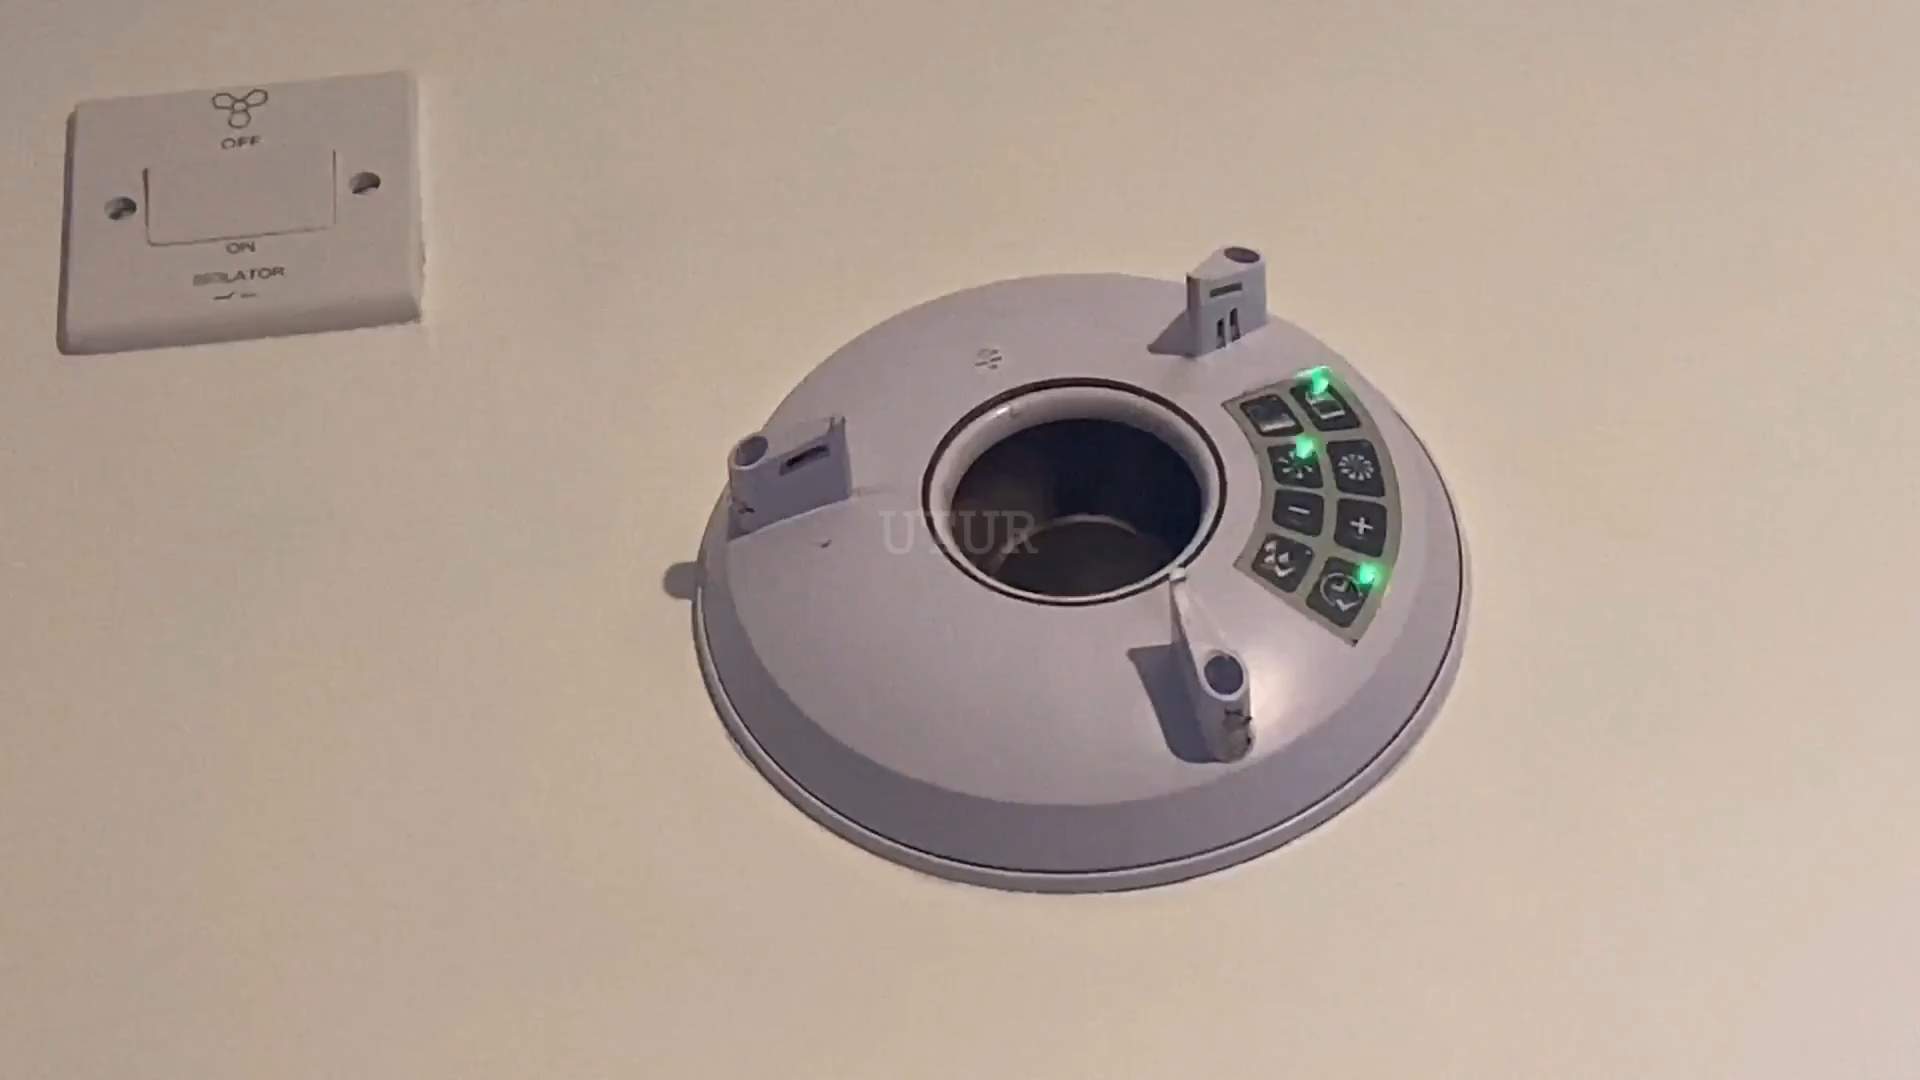 OFF
ON
ISOLATOR
UTUR
−
+